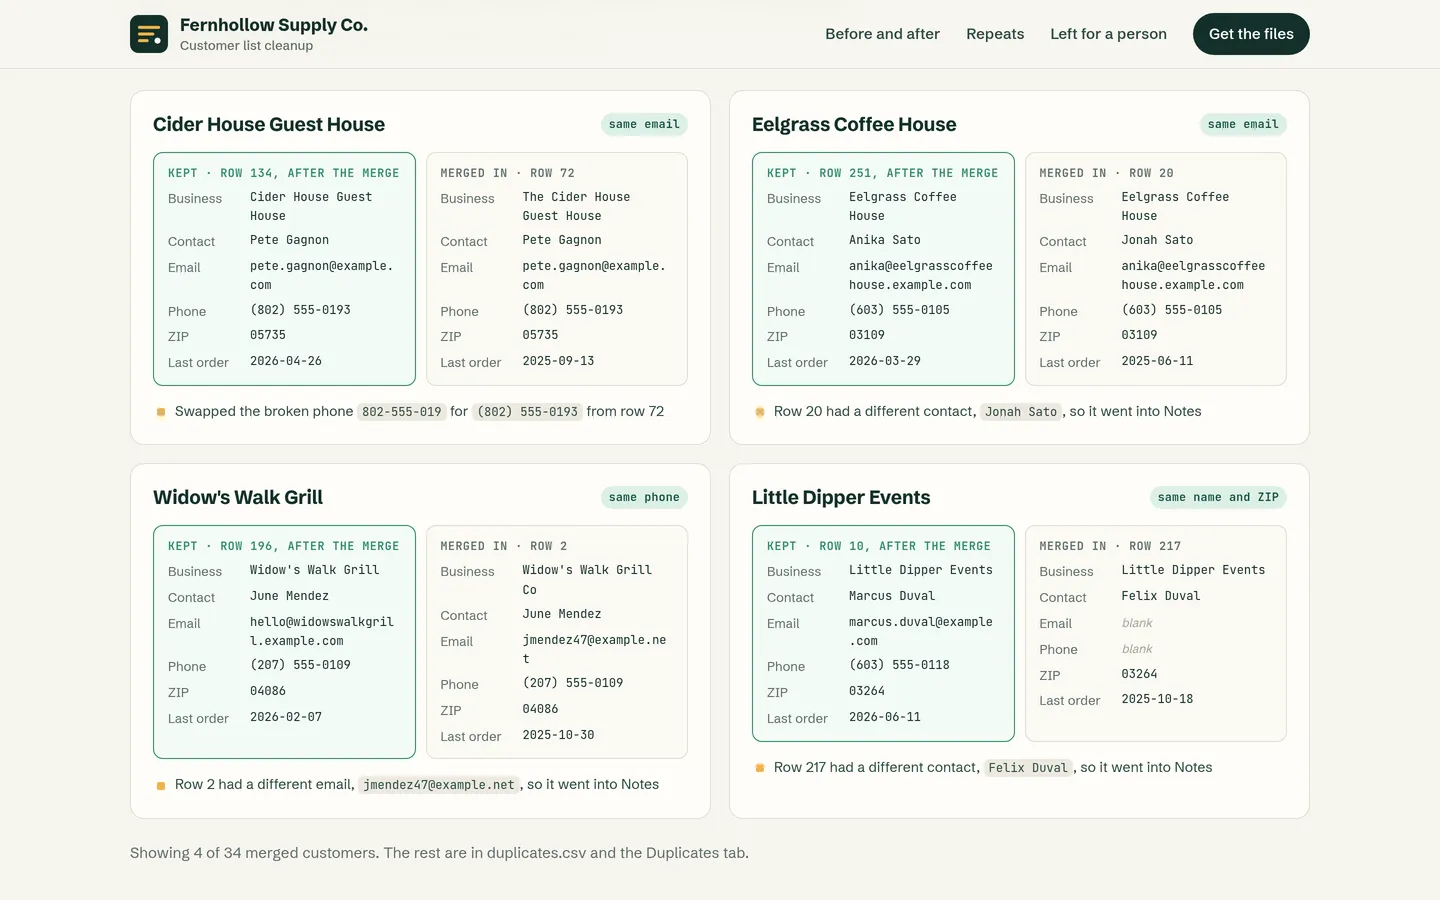 Fernhollow Supply Co.
Customer list cleanup
Before and after
Repeats
Left for a person
Get the files
Cider House Guest House
same email
KEPT · ROW 134, AFTER THE MERGE
Business Cider House Guest
House
Contact Pete Gagnon
Email pete.gagnon@example.
com
Phone (802) 555-0193
ZIP 05735
Last order 2026-04-26
MERGED IN · ROW 72
Business The Cider House
Guest House
Contact Pete Gagnon
Email pete.gagnon@example.
com
Phone (802) 555-0193
ZIP 05735
Last order 2025-09-13
Swapped the broken phone 802-555-019 for (802) 555-0193 from row 72
Eelgrass Coffee House
same email
KEPT · ROW 251, AFTER THE MERGE
Business Eelgrass Coffee
House
Contact Anika Sato
Email anika@eelgrasscoffee
house.example.com
Phone (603) 555-0105
ZIP 03109
Last order 2026-03-29
MERGED IN · ROW 20
Business Eelgrass Coffee
House
Contact Jonah Sato
Email anika@eelgrasscoffee
house.example.com
Phone (603) 555-0105
ZIP 03109
Last order 2025-06-11
Row 20 had a different contact, Jonah Sato, so it went into Notes
Widow's Walk Grill
same phone
KEPT · ROW 196, AFTER THE MERGE
Business Widow's Walk Grill
Contact June Mendez
Email hello@widowswalkgril
l.example.com
Phone (207) 555-0109
ZIP 04086
Last order 2026-02-07
MERGED IN · ROW 2
Business Widow's Walk Grill
Co
Contact June Mendez
Email jmendez47@example.ne
t
Phone (207) 555-0109
ZIP 04086
Last order 2025-10-30
Row 2 had a different email, jmendez47@example.net, so it went into Notes
Little Dipper Events
same name and ZIP
KEPT · ROW 10, AFTER THE MERGE
Business Little Dipper Events
Contact Marcus Duval
Email marcus.duval@example
.com
Phone (603) 555-0118
ZIP 03264
Last order 2026-06-11
MERGED IN · ROW 217
Business Little Dipper Events
Contact Felix Duval
Email blank
Phone blank
ZIP 03264
Last order 2025-10-18
Row 217 had a different contact, Felix Duval, so it went into Notes
Showing 4 of 34 merged customers. The rest are in duplicates.csv and the Duplicates tab.